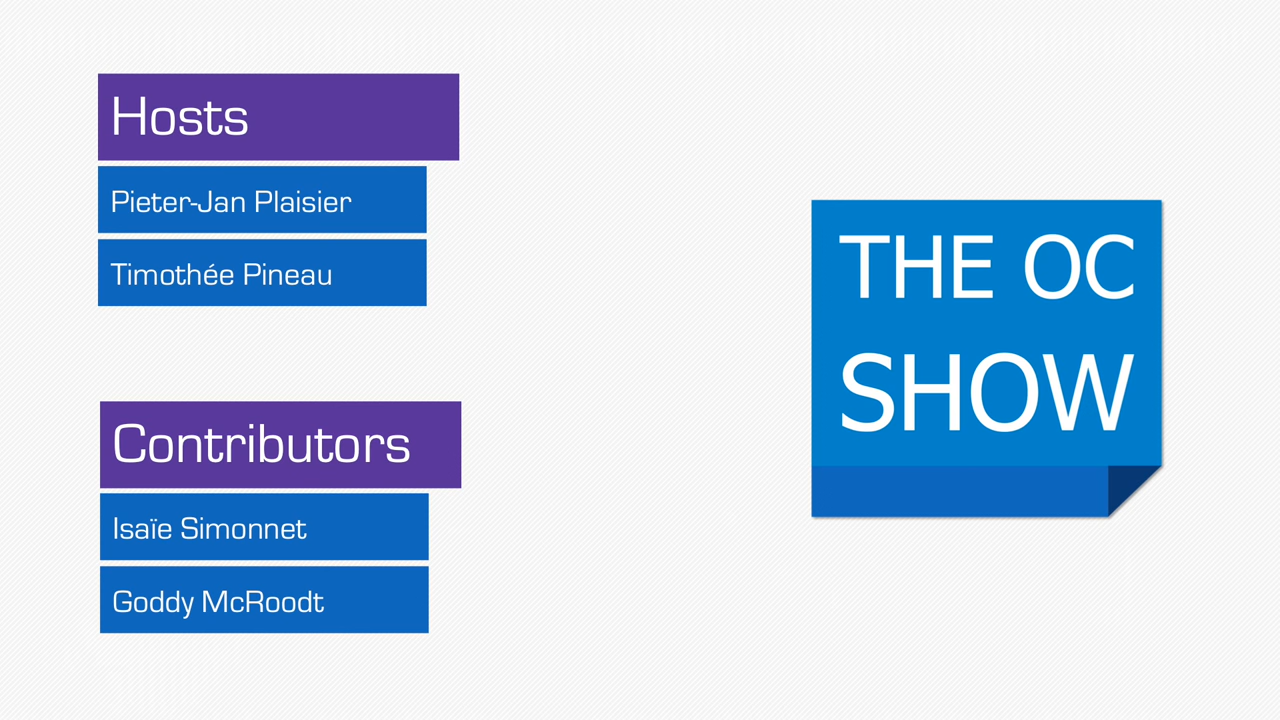 Hosts
Pieter-Jan Plaisier
Timothée Pineau
Contributors
Isaïe Simonnet
Goddy McRoodt
THE OC
SHOW